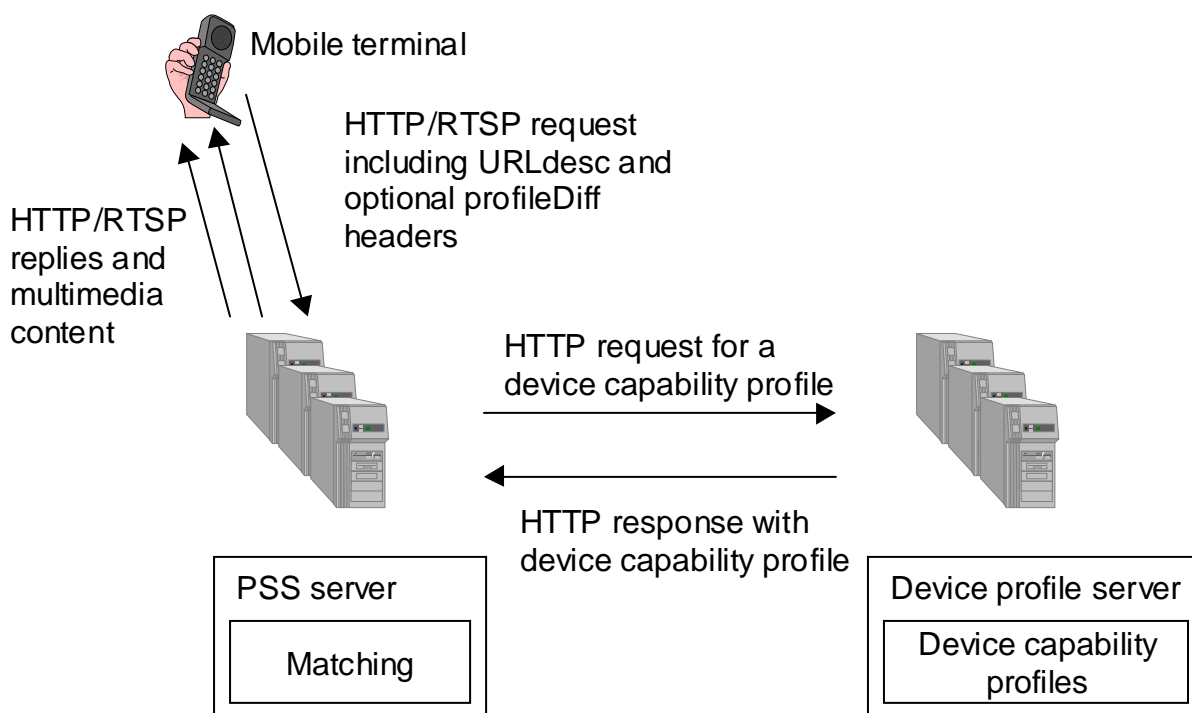 Mobile terminal
HTTP/RTSP request
including URLdesc and
optional profileDiff
headers
HTTP/RTSP
replies and
multimedia
content
HTTP request for a
device capability profile
HTTP response with
device capability profile
PSS server
Matching
Device profile server
Device capability
profiles